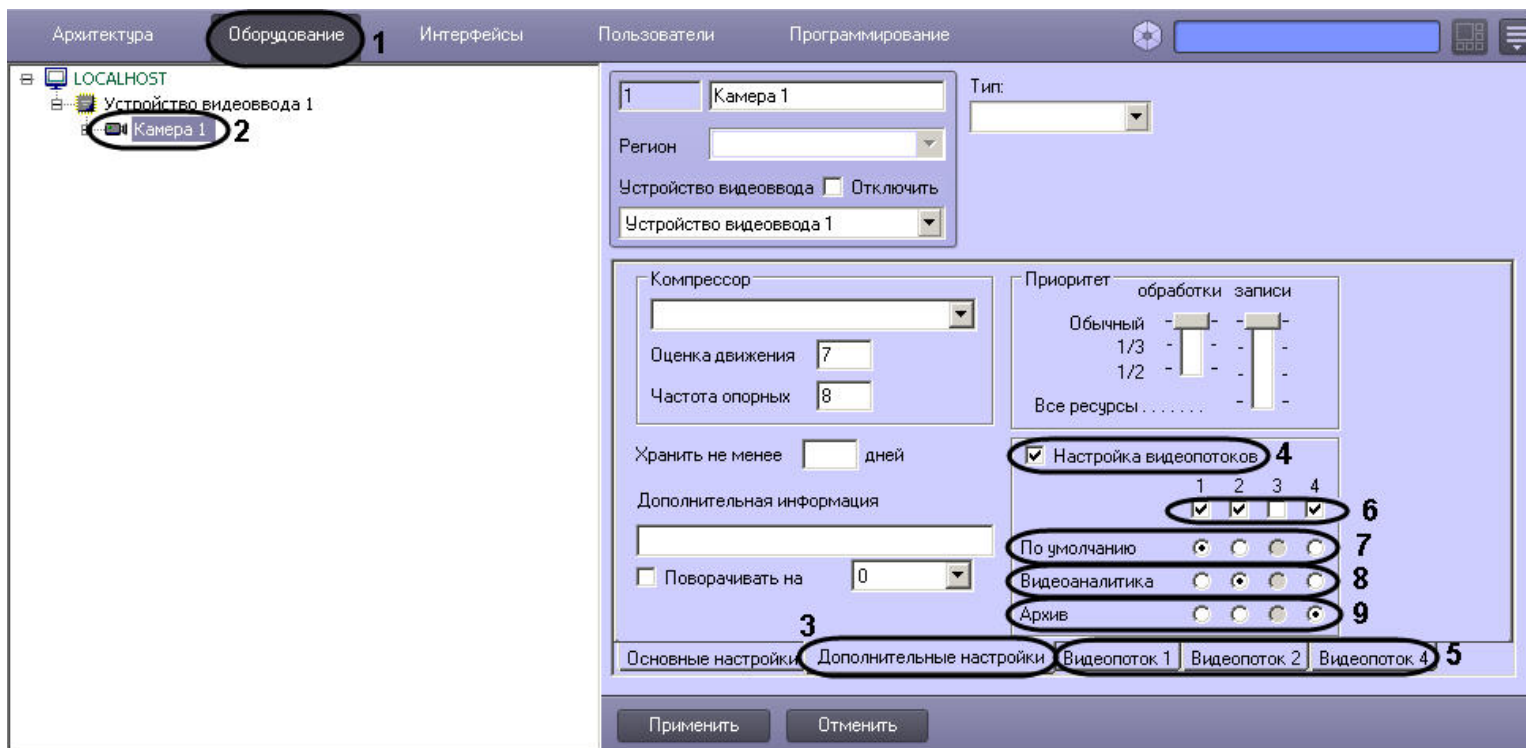 Архитектура Оборудование 1 Интерфейсы Пользователи Программирование
LOCALHOST
Устройство видеоввода 1
Камера 1 2
1 Камера 1
Тип:
Регион
Устройство видеоввода Отключить
Устройство видеоввода 1
Компрессор
Оценка движения 7
Частота опорных 8
Хранить не менее дней
Дополнительная информация
Поворачивать на 0
Приоритет
обработки записи
Обычный
1/3
1/2
Все ресурсы . . . . . . .
Настройка видеопотоков 4
1 2 3 4
6
По умолчанию 7
Видеоаналитика 8
Архив 9
3
Основные настройки Дополнительные настройки Видеопоток 1 Видеопоток 2 Видеопоток 4 5
Применить Отменить